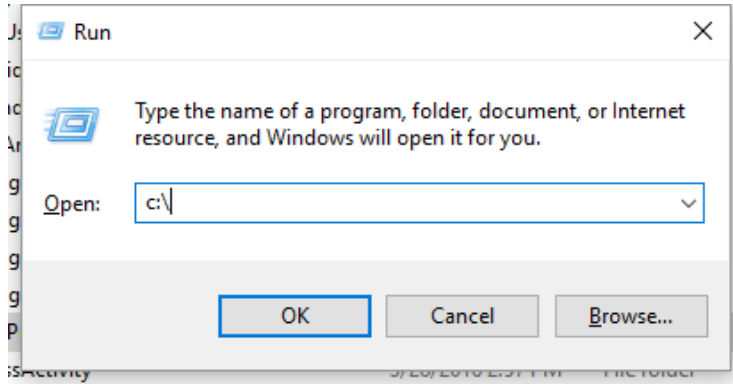 Run
Type the name of a program, folder, document, or Internet
resource, and Windows will open it for you.
Open: c:\
OK Cancel Browse...